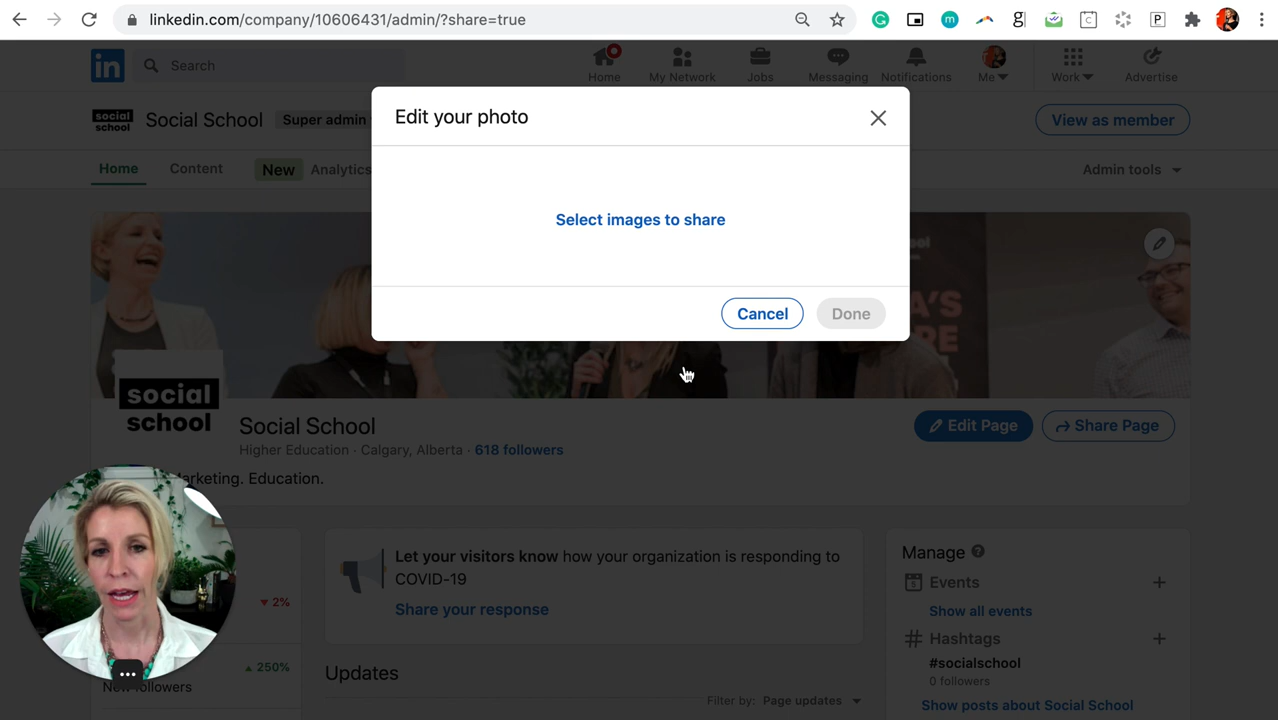 linkedin.com/company/10606431/admin/?share=true
in
Search
Home
My Network
Jobs
Messaging
Notifications
Me
Work
Advertise
social
school
Social School
Super admin
View as member
Home
Content
New
Analytics
Admin tools
Edit your photo
Select images to share
Cancel
Done
social
school
Social School
Higher Education · Calgary, Alberta · 618 followers
arketing. Education.
Edit Page
Share Page
Let your visitors know how your organization is responding to
COVID-19
Share your response
2%
250%
New followers
Updates
Filter by: Page updates
Manage
Events
Show all events
Hashtags
#socialschool
0 followers
Show posts about Social School